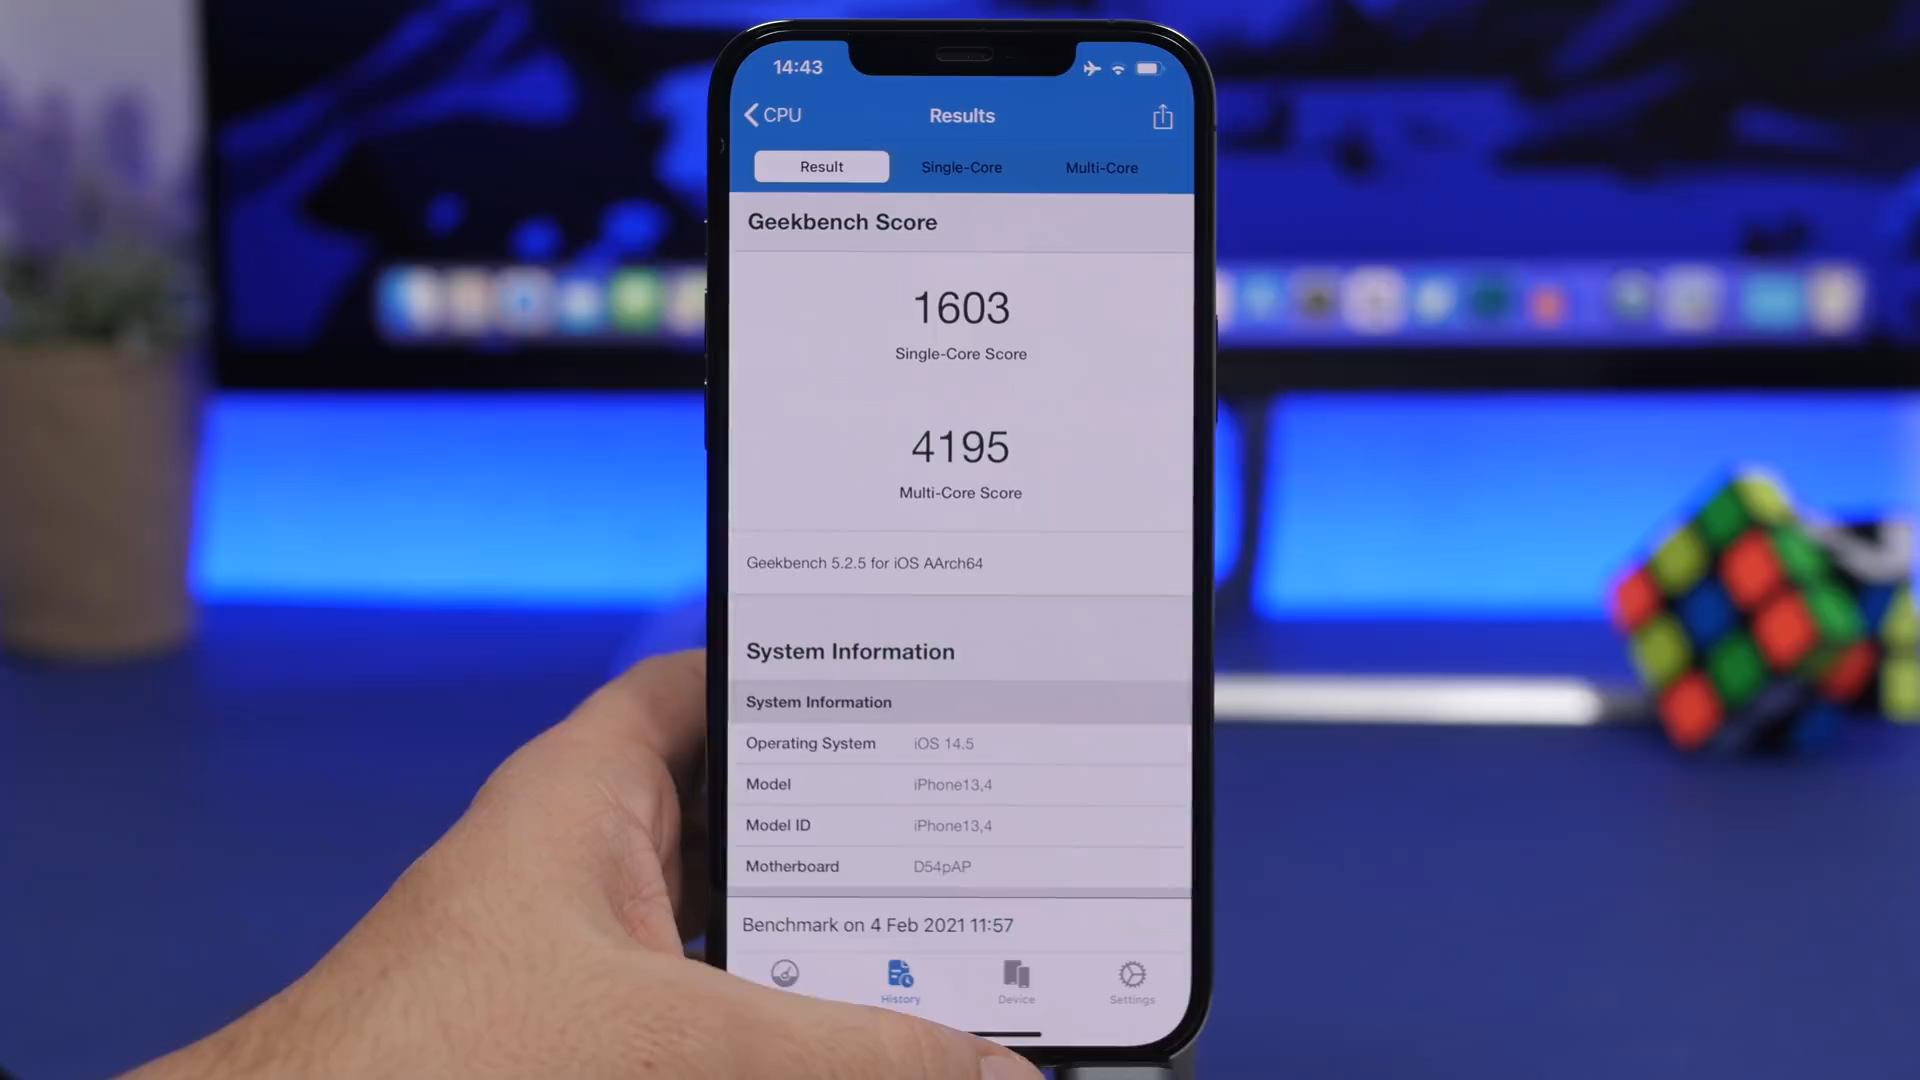 14:43
CPU
Results
Result
Single-Core
Multi-Core
Geekbench Score
1603
Single-Core Score
4195
Multi-Core Score
Geekbench 5.2.5 for iOS AArch64
System Information
System Information
Operating System iOS 14.5
Model iPhone13,4
Model ID iPhone13,4
Motherboard D54pAP
Benchmark on 4 Feb 2021 11:57
History
Device
Settings